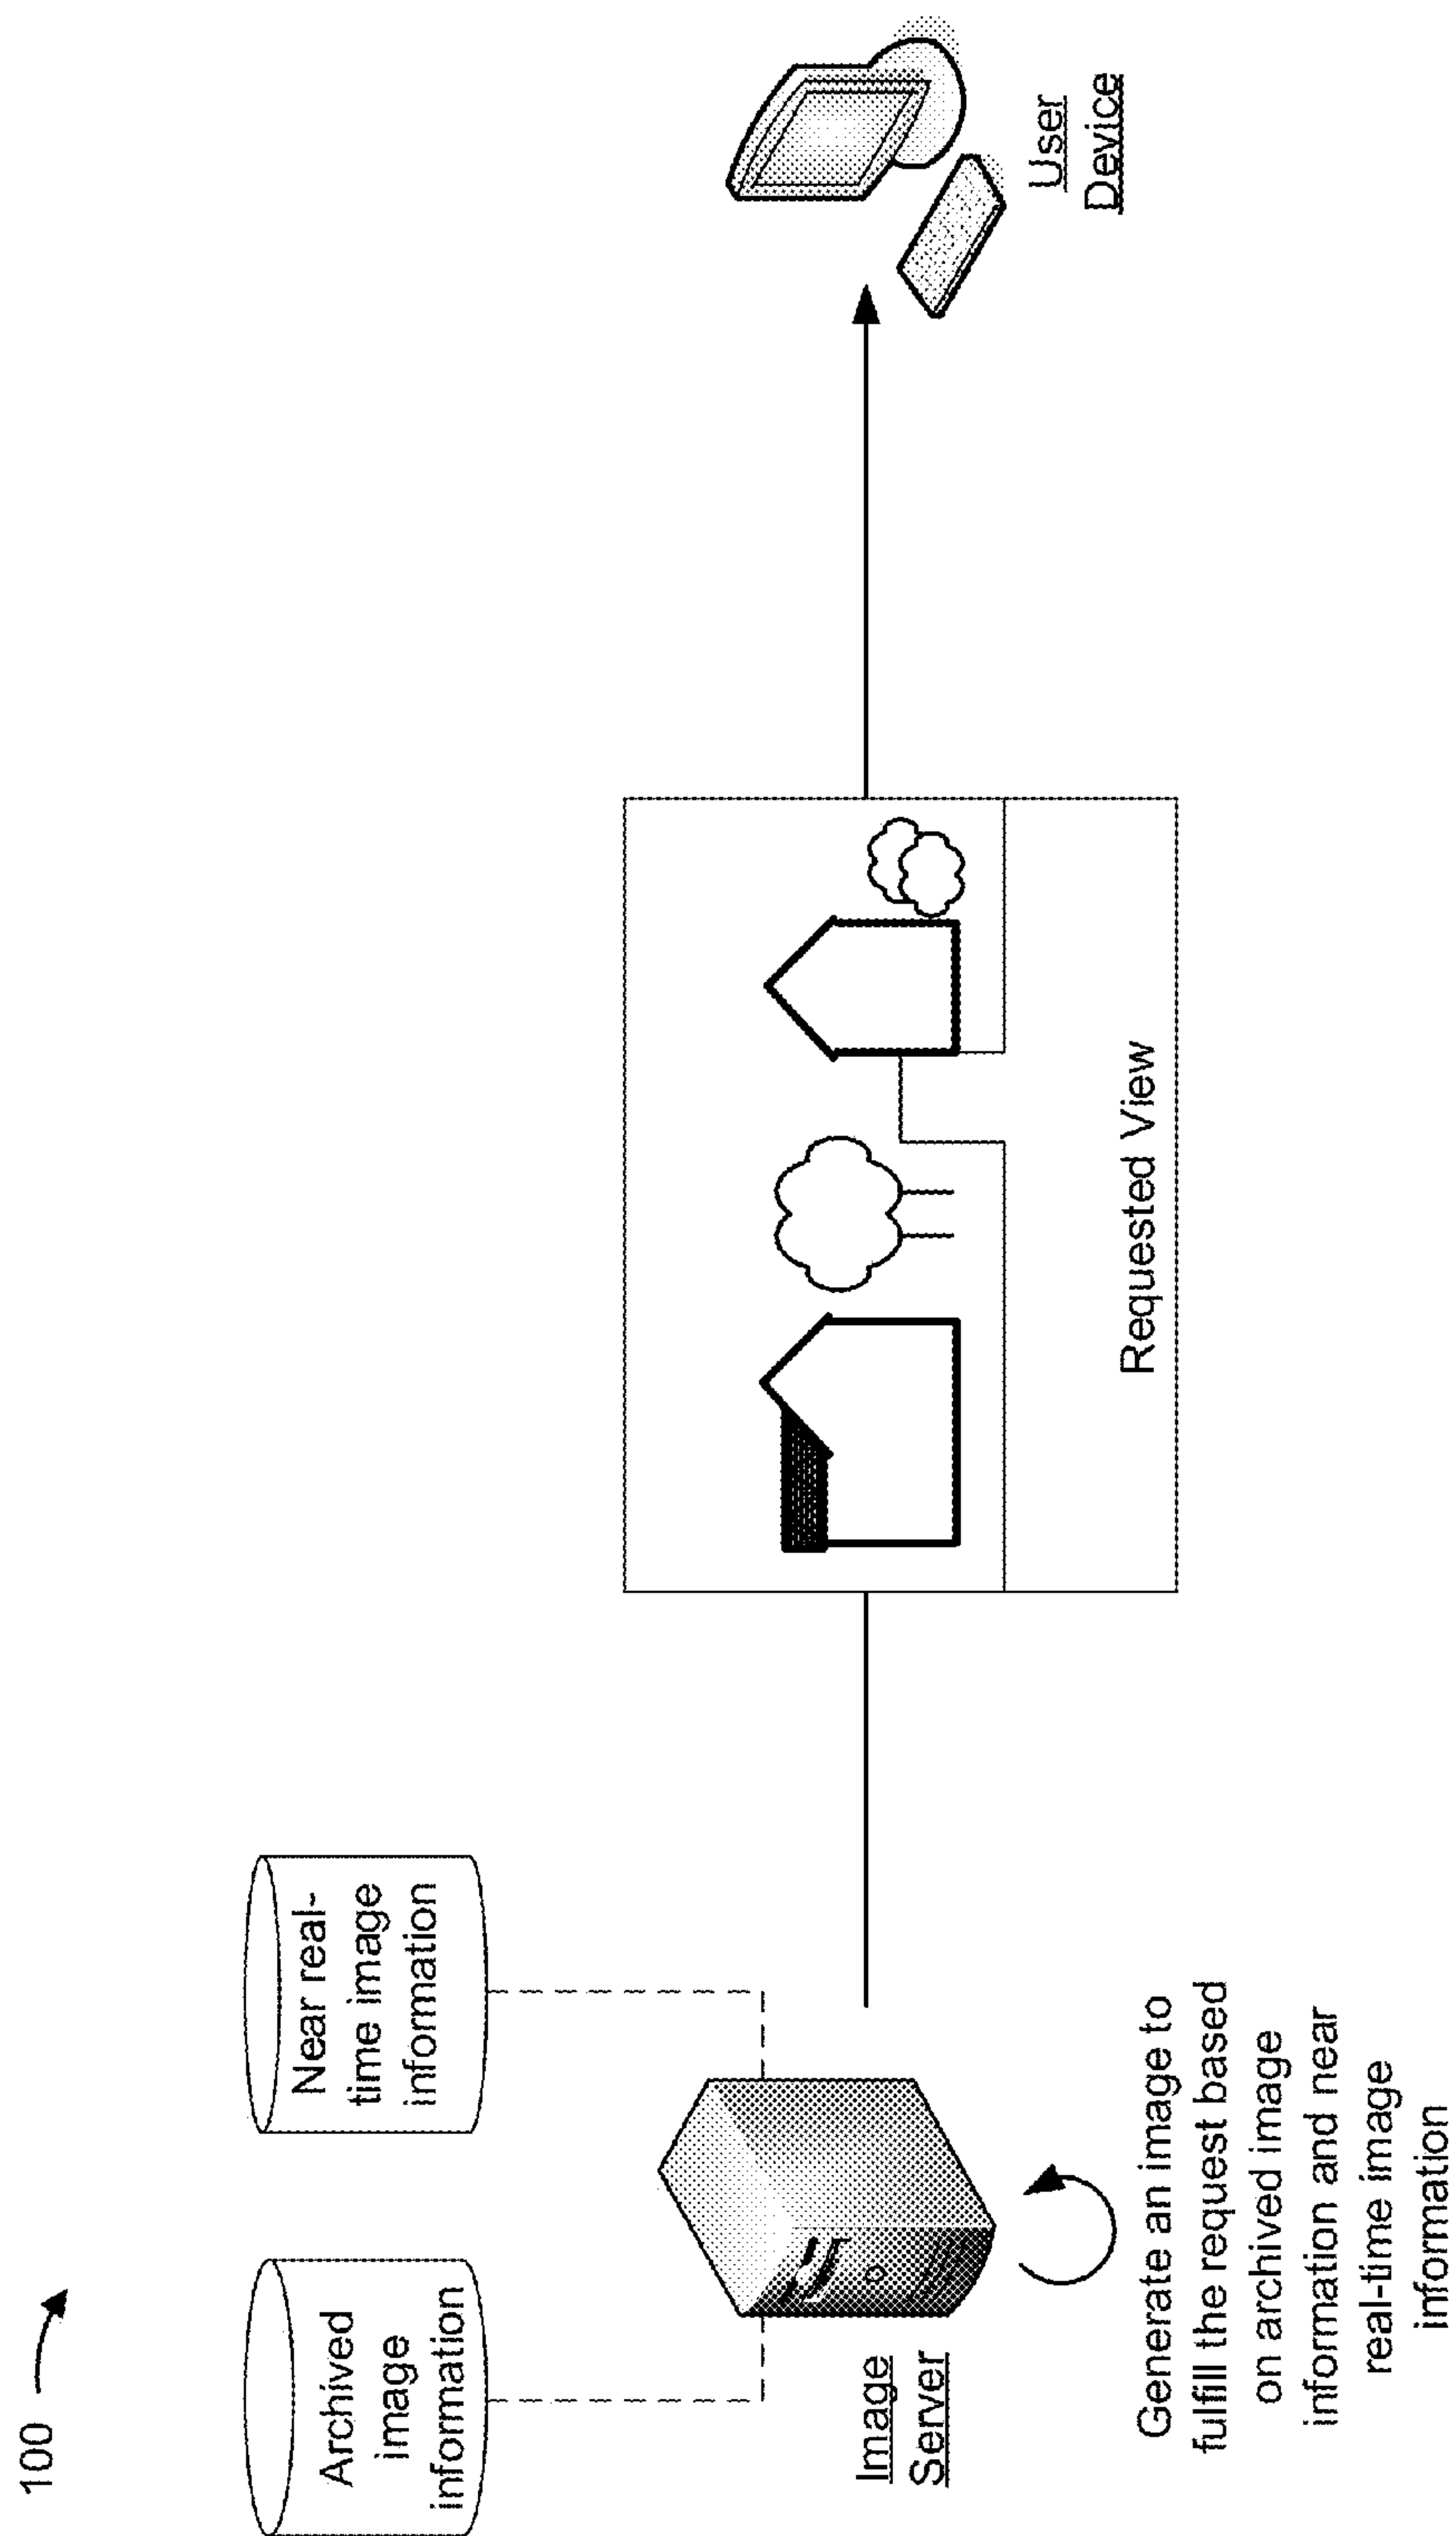 100
Archived
image
information
Near real-
time image
information
Image
Server
Generate an image to
fulfill the request based
on archived image
information and near
real-time image
information
Requested View
User
Device